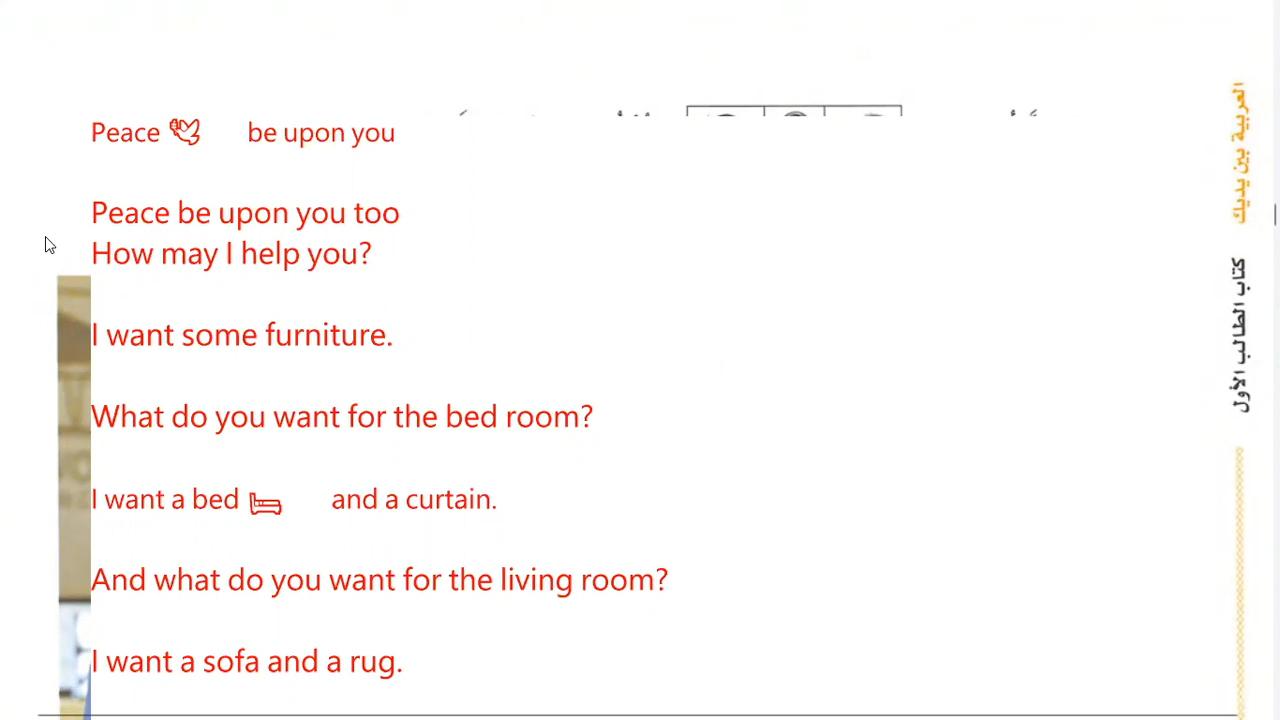 Peace be upon you
Peace be upon you too
How may I help you?
I want some furniture.
What do you want for the bed room?
I want a bed and a curtain.
And what do you want for the living room?
I want a sofa and a rug.
العربية بين يديك
كتاب الطالب الأول